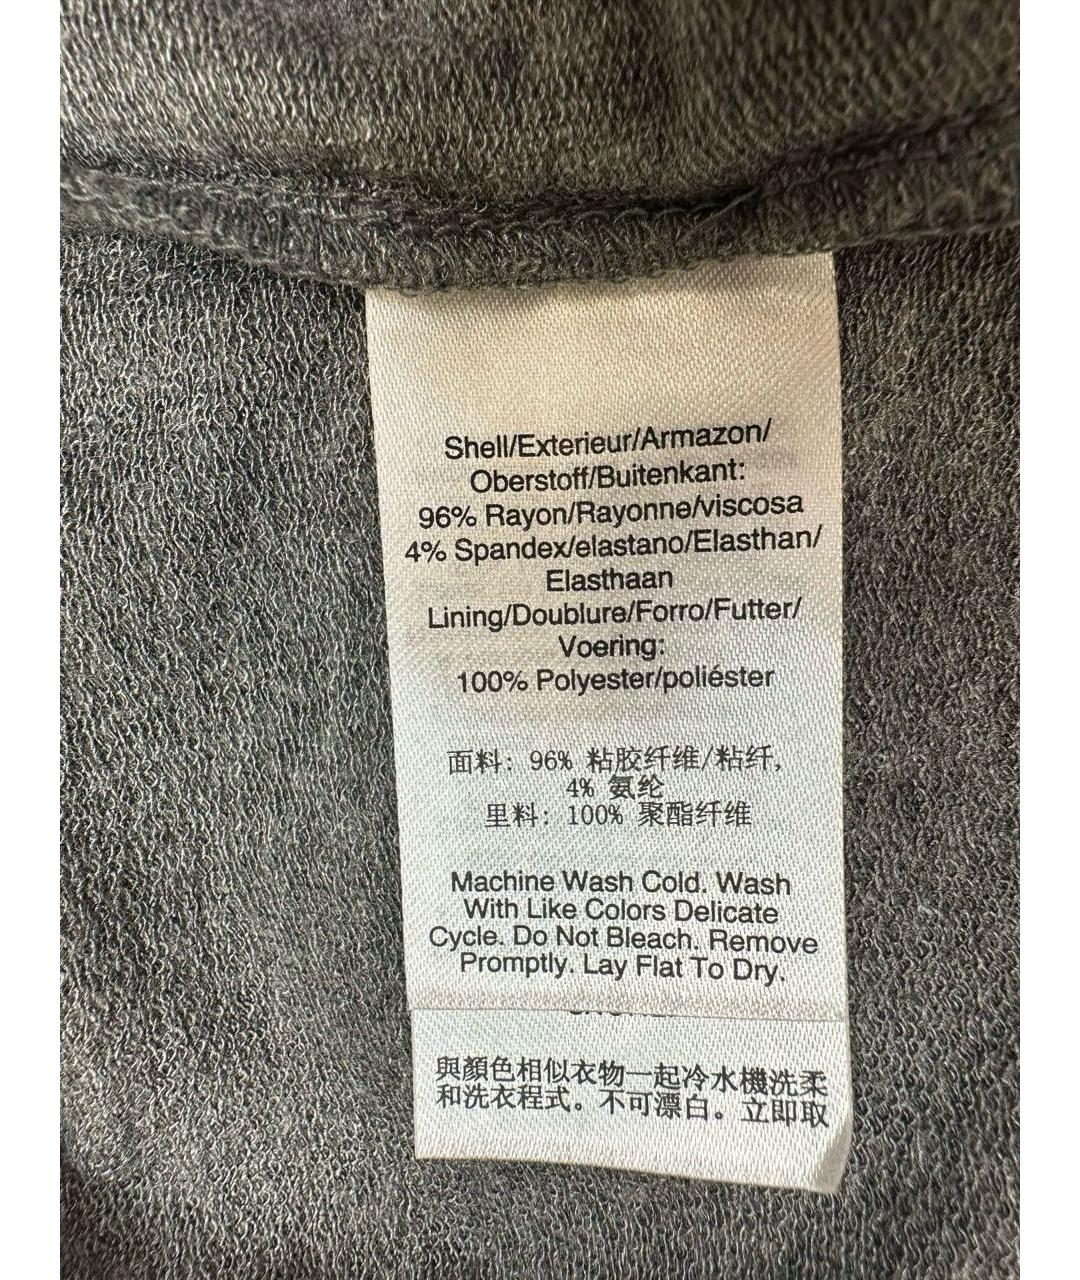 Shell/Exterieur/Armazon/
Oberstoff/Buitenkant:
96% Rayon/Rayonne/viscosa
4% Spandex/elastano/Elasthan/
Elasthaan
Lining/Doublure/Forro/Futter/
Voering:
100% Polyester/poliéster
面料: 96% 粘胶纤维/粘纤,
4% 氨纶
里料: 100% 聚酯纤维
Machine Wash Cold. Wash
With Like Colors Delicate
Cycle. Do Not Bleach. Remove
Promptly. Lay Flat To Dry.
與顏色相似衣物一起冷水機洗柔
和洗衣程式。不可漂白。立即取